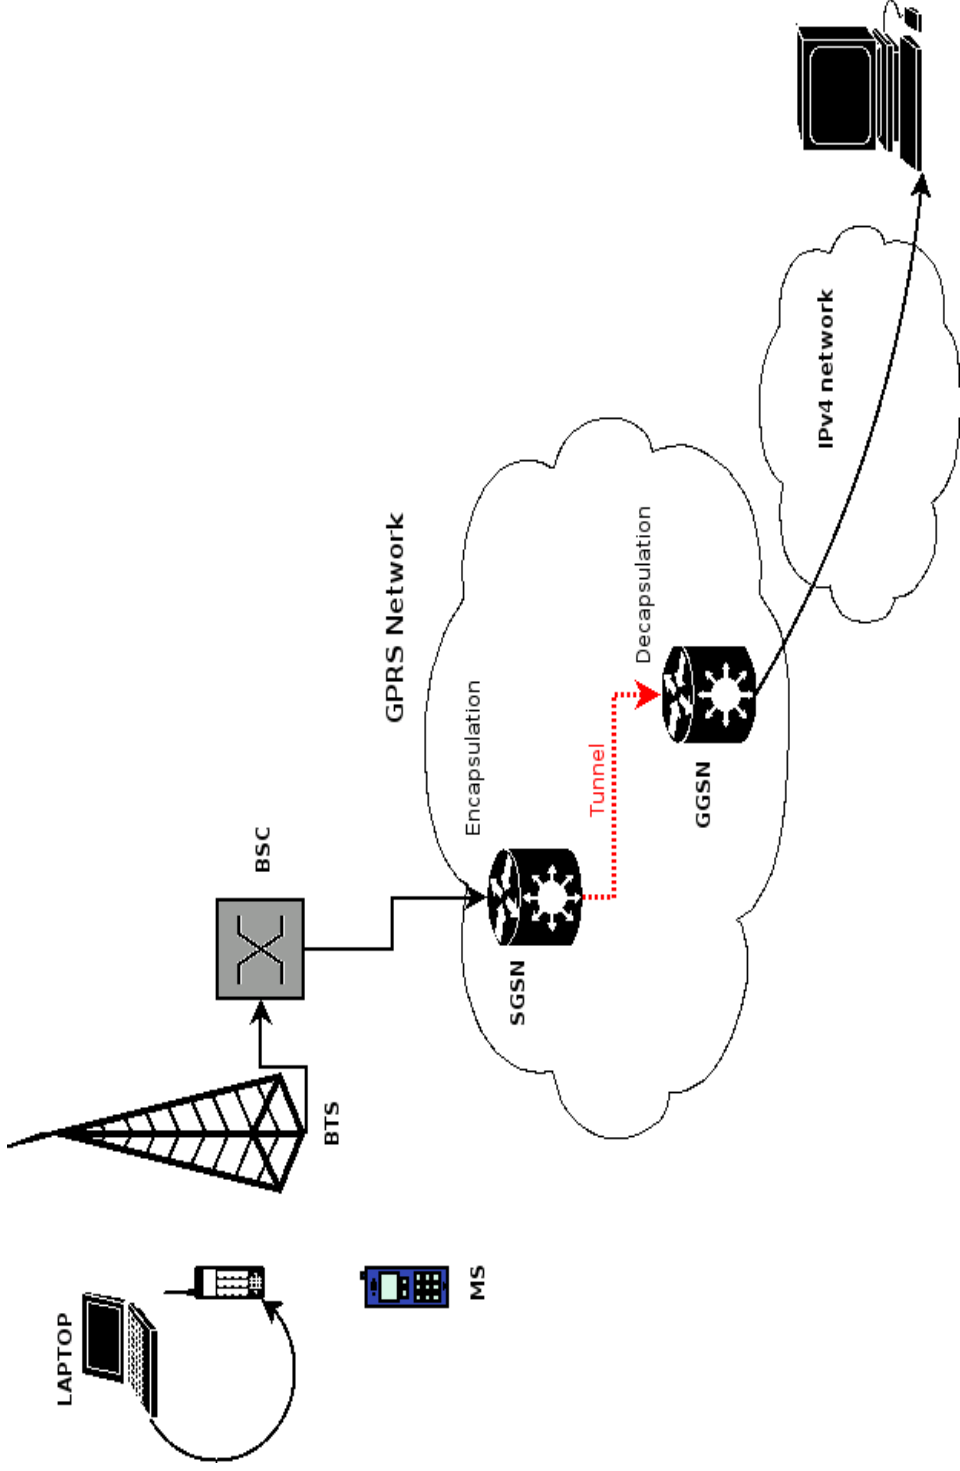 LAPTOP
MS
BTS
BSC
SGSN
Encapsulation
GPRS Network
Tunnel
GGSN
Decapsulation
IPv4 network